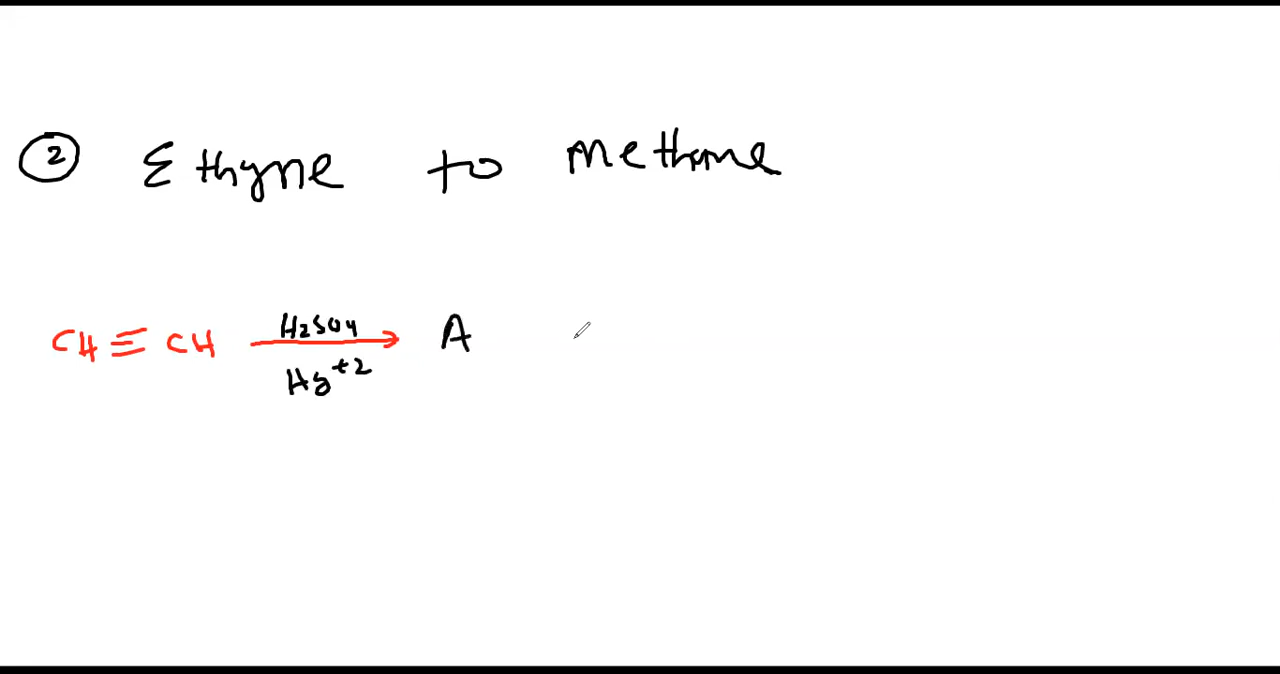 ② Ethyne to methane
CH≡CH H2SO4 A
Hg+2